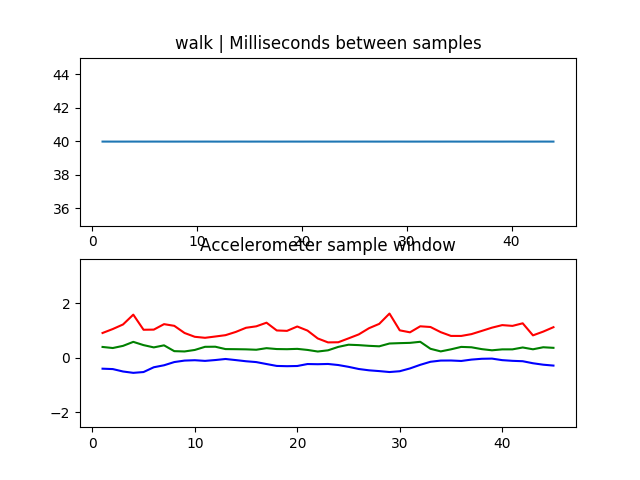 walk | Milliseconds between samples
44
42
40
38
36
0 10 20 30 40
Accelerometer sample window
2
0
−2
0 10 20 30 40